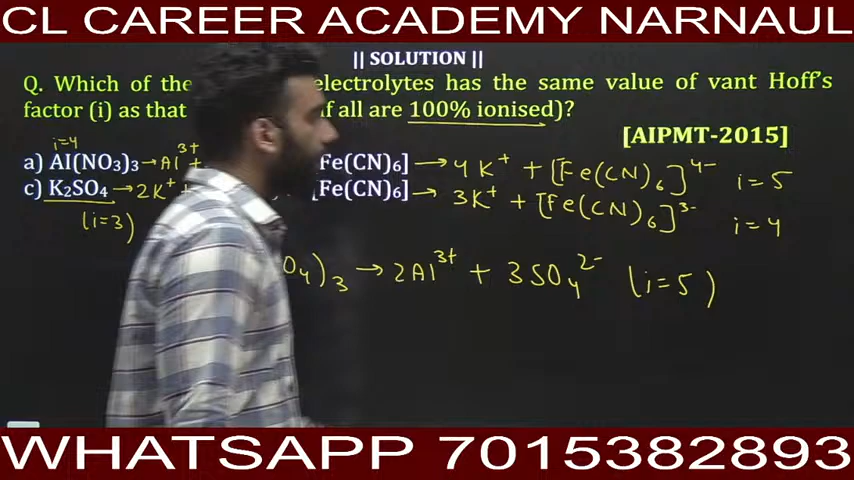 CL CAREER ACADEMY NARNAUL
|| SOLUTION ||
Q. Which of the electrolytes has the same value of vant Hoff's
factor (i) as that if all are 100% ionised)?
[AIPMT-2015]
i=4
a) Al(NO₃)₃ → Al³⁺ + Fe(CN)₆] → 4K⁺ + [Fe(CN)₆]⁴⁻ i=5
c) K₂SO₄ → 2K⁺ Fe(CN)₆] → 3K⁺ + [Fe(CN)₆]³⁻ i=4
(i=3)
O₄)₃ → 2Al³⁺ + 3SO₄²⁻ (i=5)
WHATSAPP 7015382893